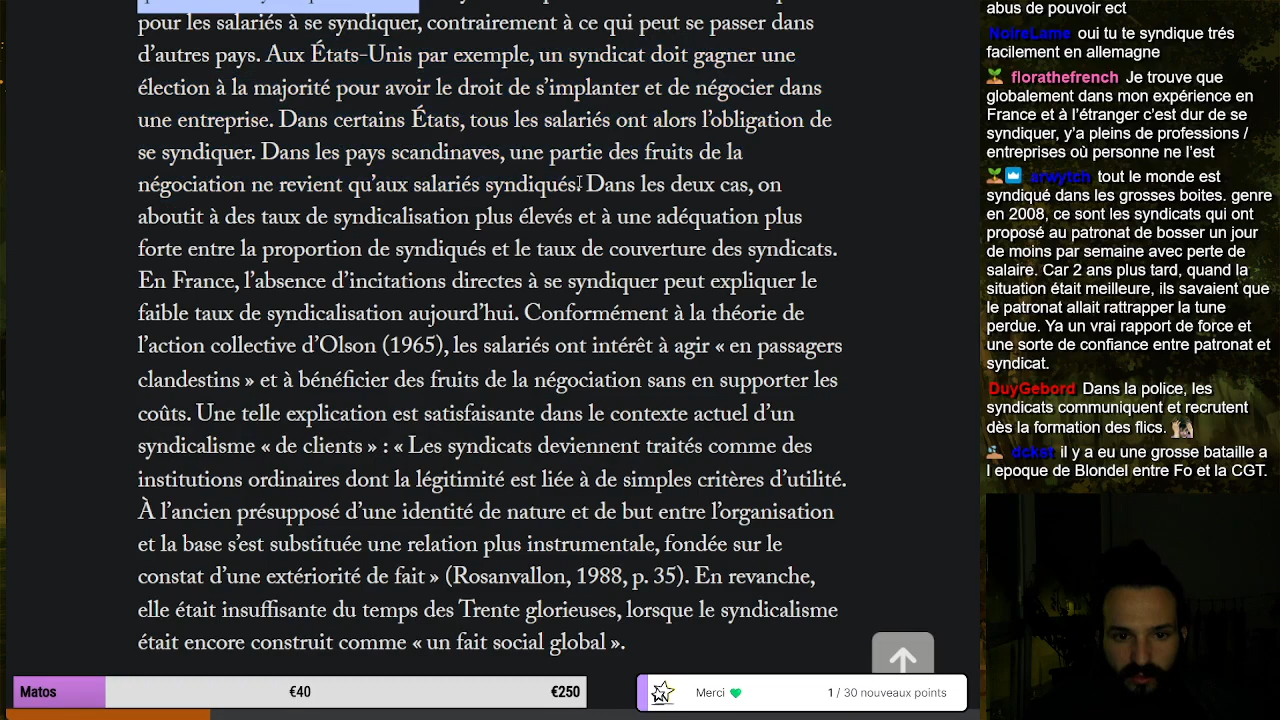 pour les salariés à se syndiquer, contrairement à ce qui peut se passer dans
d’autres pays. Aux États-Unis par exemple, un syndicat doit gagner une
élection à la majorité pour avoir le droit de s’implanter et de négocier dans
une entreprise. Dans certains États, tous les salariés ont alors l’obligation de
se syndiquer. Dans les pays scandinaves, une partie des fruits de la
négociation ne revient qu’aux salariés syndiqués. Dans les deux cas, on
aboutit à des taux de syndicalisation plus élevés et à une adéquation plus
forte entre la proportion de syndiqués et le taux de couverture des syndicats.
En France, l’absence d’incitations directes à se syndiquer peut expliquer le
faible taux de syndicalisation aujourd’hui. Conformément à la théorie de
l’action collective d’Olson (1965), les salariés ont intérêt à agir « en passagers
clandestins » et à bénéficier des fruits de la négociation sans en supporter les
coûts. Une telle explication est satisfaisante dans le contexte actuel d’un
syndicalisme « de clients » : « Les syndicats deviennent traités comme des
institutions ordinaires dont la légitimité est liée à de simples critères d’utilité.
À l’ancien présupposé d’une identité de nature et de but entre l’organisation
et la base s’est substituée une relation plus instrumentale, fondée sur le
constat d’une extériorité de fait » (Rosanvallon, 1988, p. 35). En revanche,
elle était insuffisante du temps des Trente glorieuses, lorsque le syndicalisme
était encore construit comme « un fait social global ».
abus de pouvoir ect
NoireLame oui tu te syndique trés
facilement en allemagne
florathefrench Je trouve que
globalement dans mon expérience en
France et à l'étranger c'est dur de se
syndiquer, y'a pleins de professions /
entreprises où personne ne l'est
arwytch tout le monde est
syndiqué dans les grosses boites. genre
en 2008, ce sont les syndicats qui ont
proposé au patronat de bosser un jour
de moins par semaine avec perte de
salaire. Car 2 ans plus tard, quand la
situation était meilleure, ils savaient que
le patronat allait rattrapper la tune
perdue. Ya un vrai rapport de force et
une sorte de confiance entre patronat et
syndicat.
DuyGebord Dans la police, les
syndicats communiquent et recrutent
dès la formation des flics.
dckst il y a eu une grosse bataille a
l epoque de Blondel entre Fo et la CGT.
Matos €40 €250
Merci 1 / 30 nouveaux points